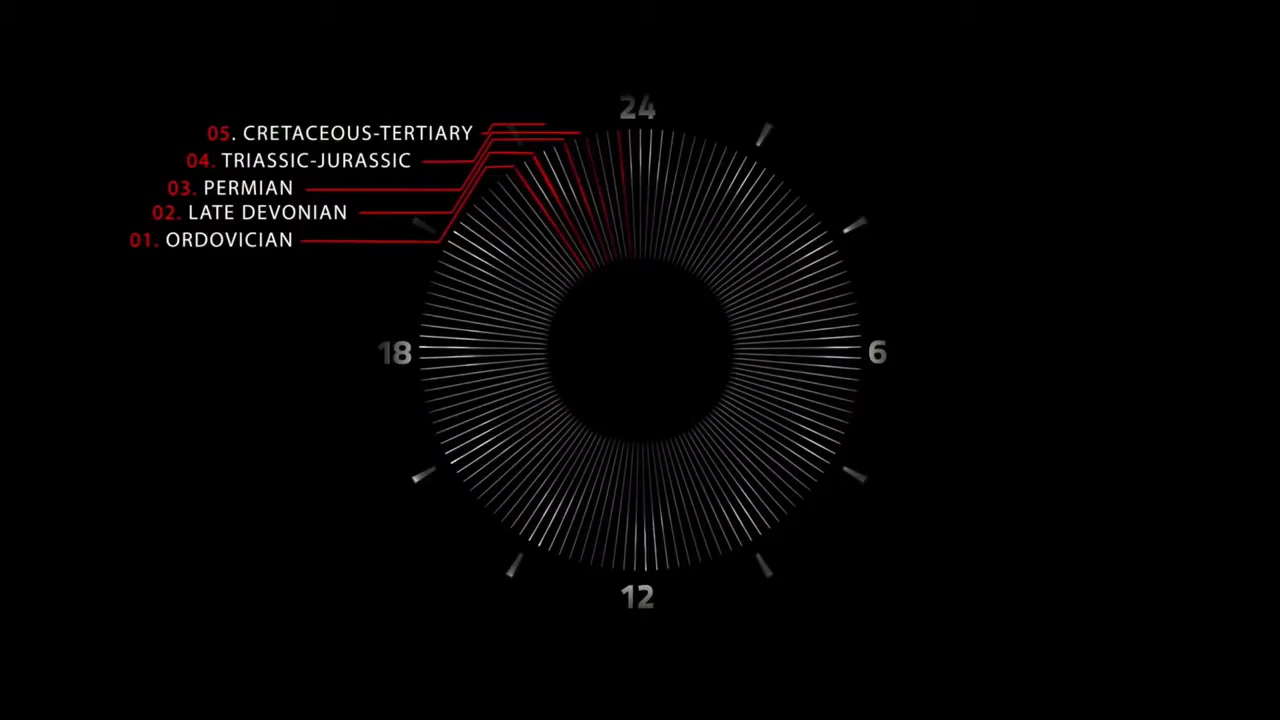 24
05. CRETACEOUS-TERTIARY
04. TRIASSIC-JURASSIC
03. PERMIAN
02. LATE DEVONIAN
01. ORDOVICIAN
18
6
12